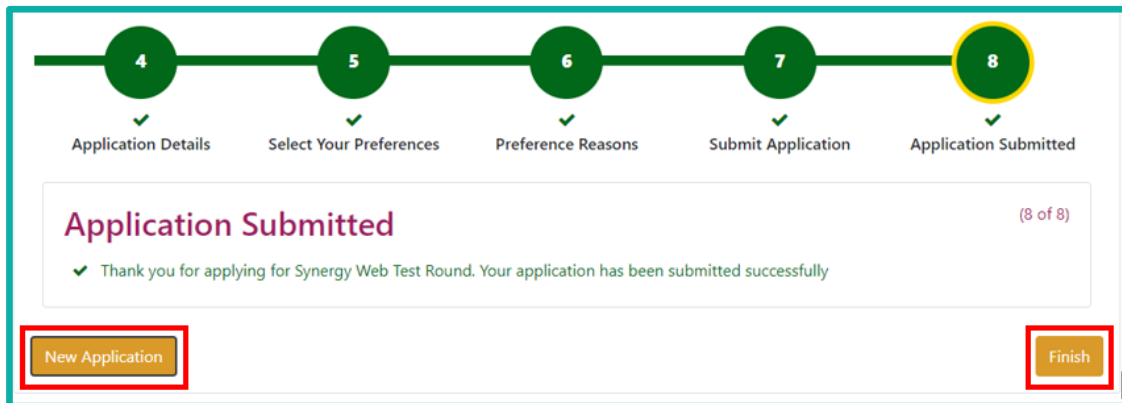 4 5 6 7 8
Application Details Select Your Preferences Preference Reasons Submit Application Application Submitted
Application Submitted (8 of 8)
Thank you for applying for Synergy Web Test Round. Your application has been submitted successfully
New Application Finish